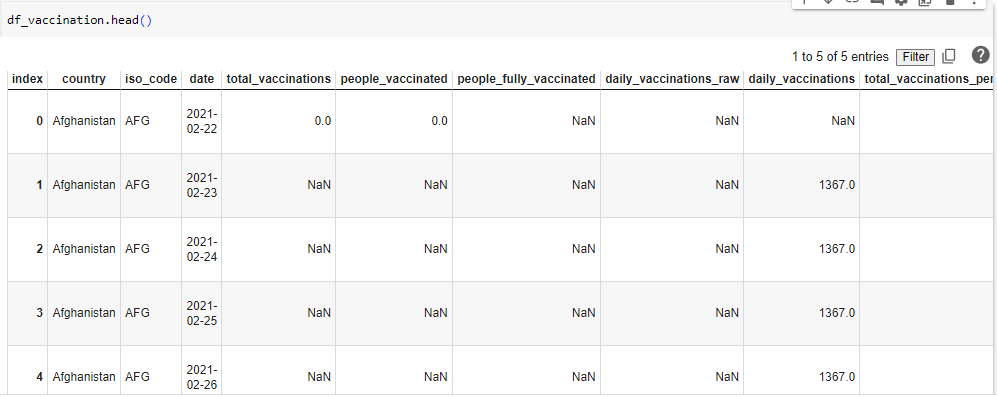 df_vaccination.head()
1 to 5 of 5 entries Filter
index country iso_code date total_vaccinations people_vaccinated people_fully_vaccinated daily_vaccinations_raw daily_vaccinations total_vaccinations_per
0 Afghanistan AFG 2021-
02-22 0.0 0.0 NaN NaN NaN
1 Afghanistan AFG 2021-
02-23 NaN NaN NaN NaN 1367.0
2 Afghanistan AFG 2021-
02-24 NaN NaN NaN NaN 1367.0
3 Afghanistan AFG 2021-
02-25 NaN NaN NaN NaN 1367.0
4 Afghanistan AFG 2021-
02-26 NaN NaN NaN NaN 1367.0